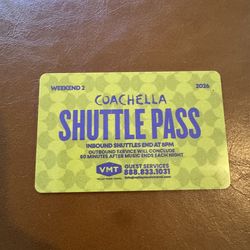 WEEKEND 2
2026
COACHELLA
SHUTTLE PASS
INBOUND SHUTTLES END AT 8PM
OUTBOUND SERVICE WILL CONCLUDE
60 MINUTES AFTER MUSIC ENDS EACH NIGHT.
VMT
GUEST SERVICES
888.833.1031